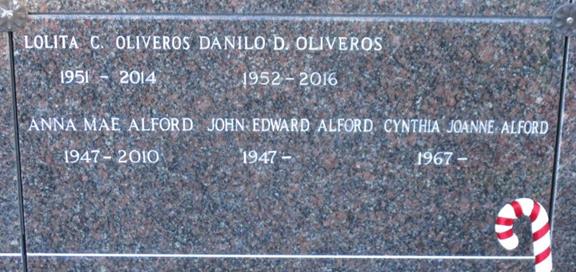 LOLITA C. OLIVEROS DANILO D. OLIVEROS
1951 - 2014 1952 - 2016
ANNA MAE ALFORD JOHN EDWARD ALFORD CYNTHIA JOANNE ALFORD
1947 - 2010 1947 - 1967 -